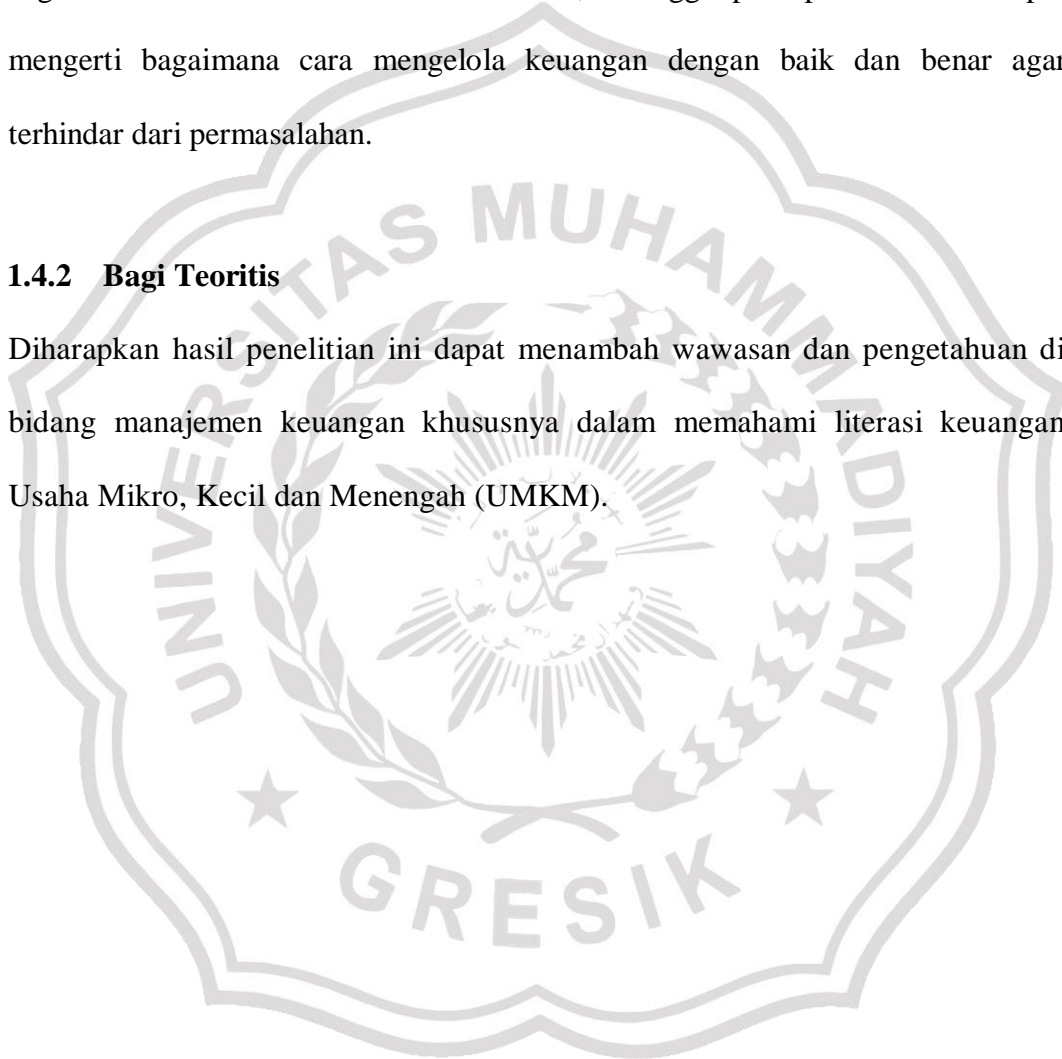 mengerti bagaimana cara mengelola keuangan dengan baik dan benar agar
terhindar dari permasalahan.
1.4.2 Bagi Teoritis
Diharapkan hasil penelitian ini dapat menambah wawasan dan pengetahuan di
bidang manajemen keuangan khususnya dalam memahami literasi keuangan
Usaha Mikro, Kecil dan Menengah (UMKM).
UNIVERSITAS MUHAMMADIYAH
GRESIK